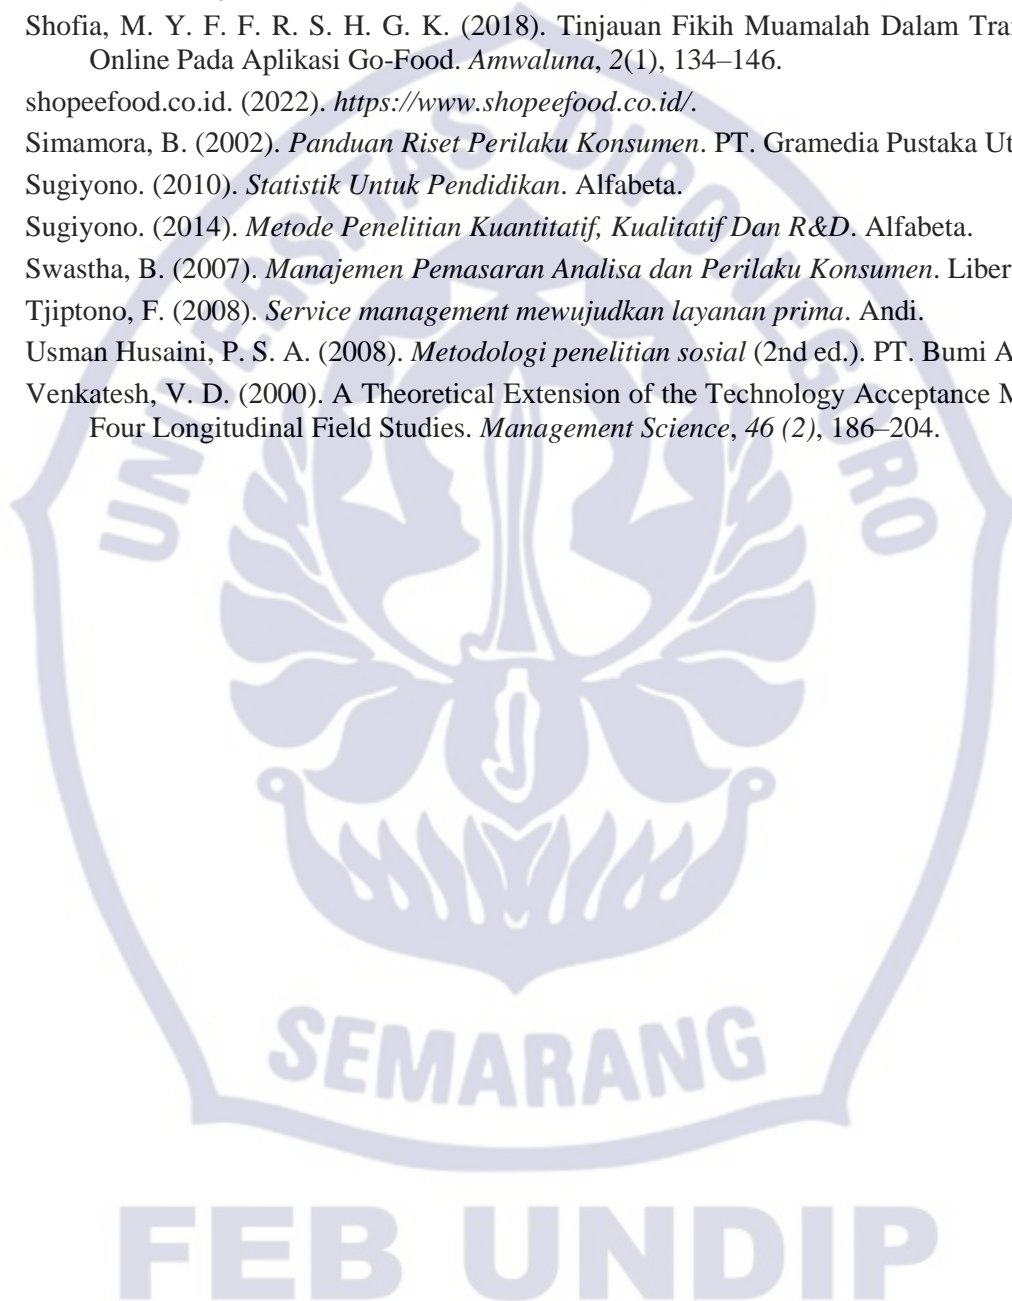 Shofia, M. Y. F. F. R. S. H. G. K. (2018). Tinjauan Fikih Muamalah Dalam
Online Pada Aplikasi Go-Food. Amwaluna, 2(1), 134–146.
shopeefood.co.id. (2022). https://www.shopeefood.co.id/.
Simamora, B. (2002). Panduan Riset Perilaku Konsumen. PT. Gramedia Pustaka
Sugiyono. (2010). Statistik Untuk Pendidikan. Alfabeta.
Sugiyono. (2014). Metode Penelitian Kuantitatif, Kualitatif Dan R&D. Alfabeta.
Swastha, B. (2007). Manajemen Pemasaran Analisa dan Perilaku Konsumen.
Tjiptono, F. (2008). Service management mewujudkan layanan prima. Andi.
Usman Husaini, P. S. A. (2008). Metodologi penelitian sosial (2nd ed.). PT. Bumi
Venkatesh, V. D. (2000). A Theoretical Extension of the Technology Acceptance
Four Longitudinal Field Studies. Management Science, 46 (2), 186–204.
UNIVERSITAS DIPONEGORO
SEMARANG
FEB UNDIP